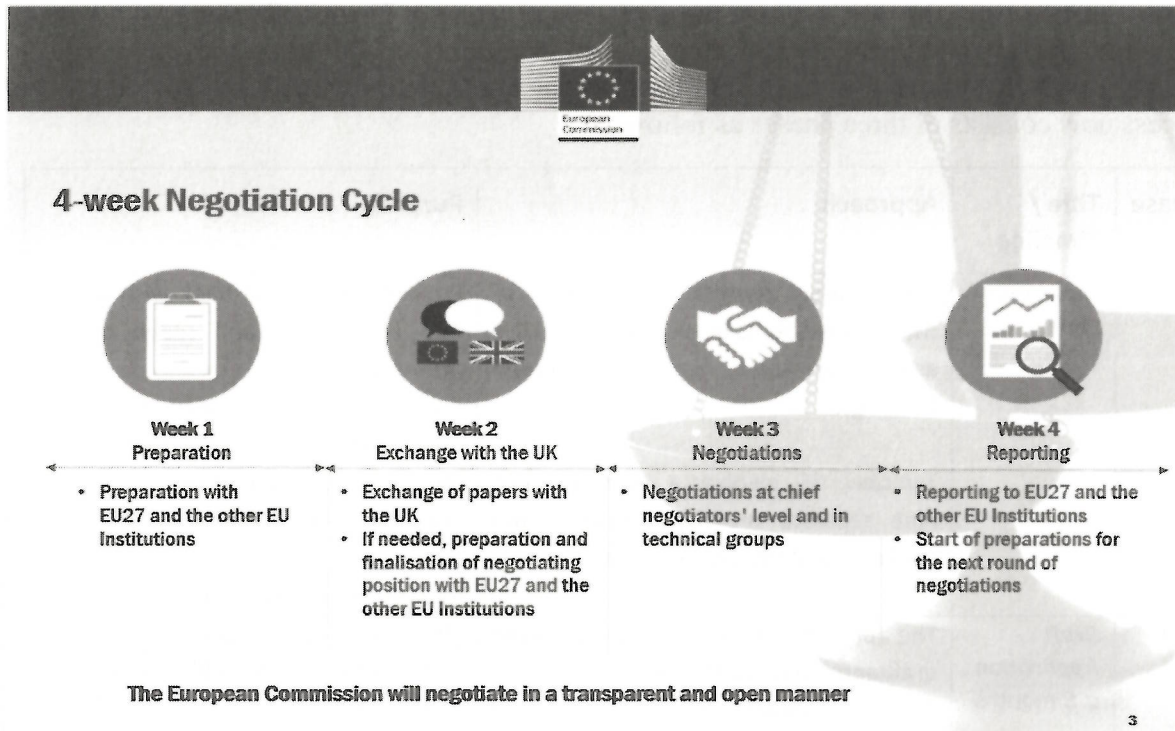 European
Commission
4-week Negotiation Cycle
Week 1
Preparation
• Preparation with
EU27 and the other EU
Institutions
Week 2
Exchange with the UK
• Exchange of papers with
the UK
• If needed, preparation and
finalisation of negotiating
position with EU27 and the
other EU Institutions
Week 3
Negotiations
• Negotiations at chief
negotiators' level and in
technical groups
Week 4
Reporting
• Reporting to EU27 and the
other EU Institutions
• Start of preparations for
the next round of
negotiations
The European Commission will negotiate in a transparent and open manner
3